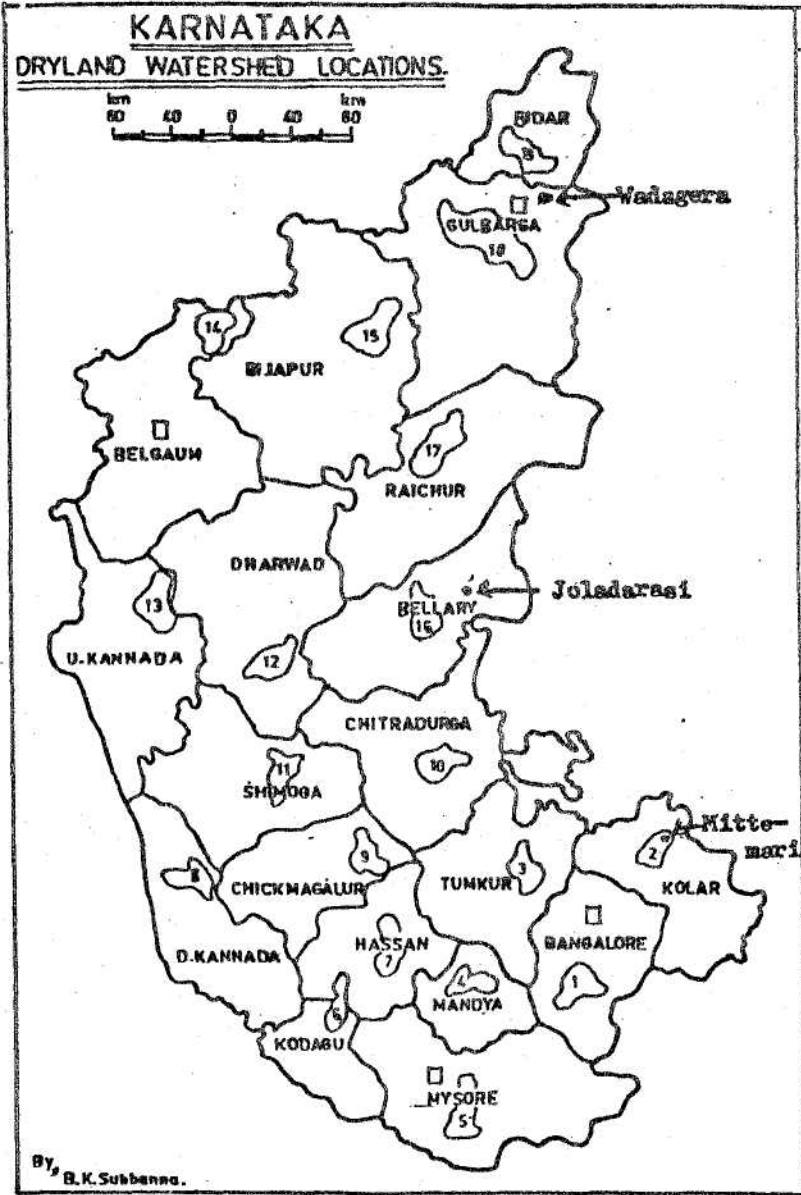 KARNATAKA
DRYLAND WATERSHED LOCATIONS.
km km
80 40 0 40 80
BIDAR
Wadagera
GULBARGA
18
14
15
BIJAPUR
BELGAUM
17
RAICHUR
DHARWAD
Joladarasi
BELLARY
16
13
U.KANNADA
12
CHITRADURGA
10
11
SHIMOGA
Mitte-
mari
2
9
3
8
CHICKMAGALUR
TUMKUR
KOLAR
HASSAN
BANGALORE
D.KANNADA
7
4
1
MANDYA
6
KODAGU
MYSORE
5
By,
B.K.Subbanna.